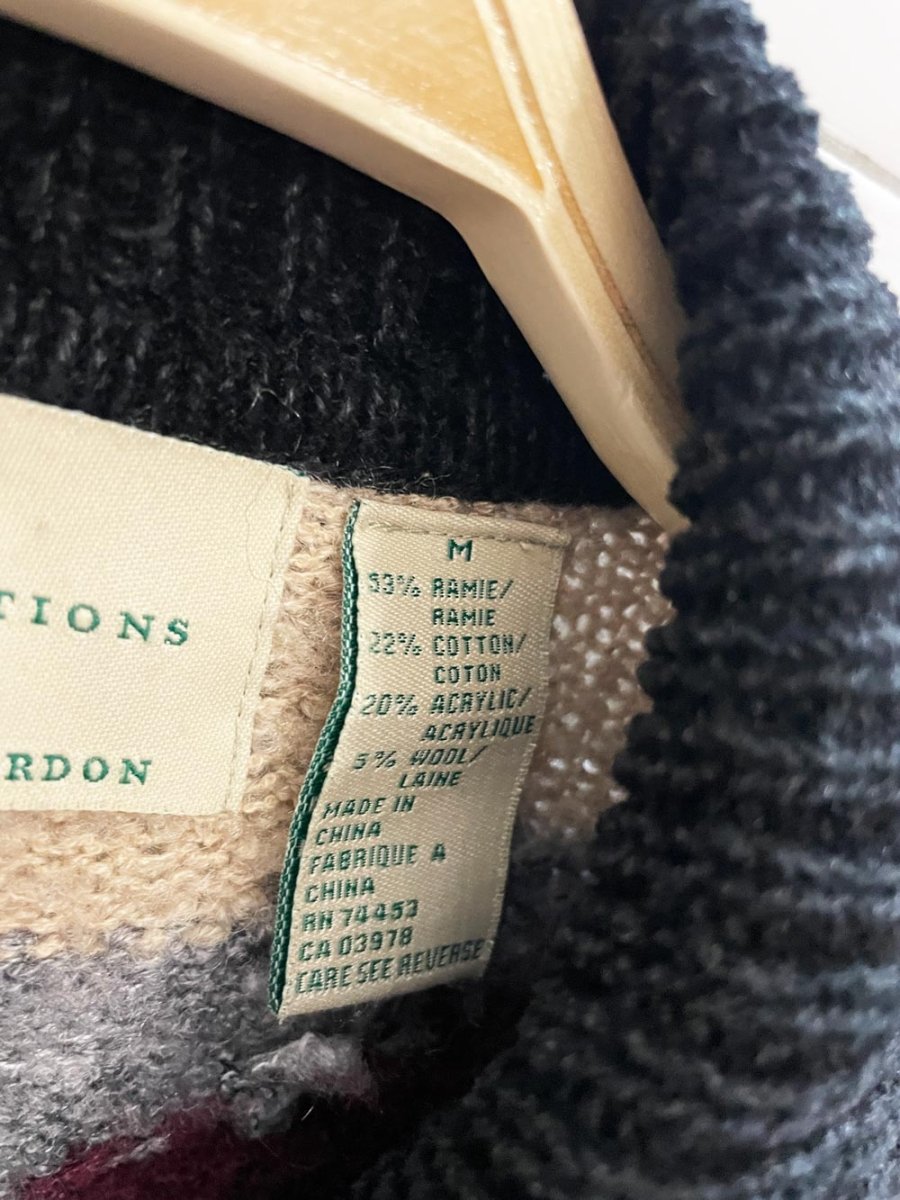 TIONS
RDON
M
53% RAMIE/
RAMIE
22% COTTON/
COTON
20% ACRYLIC/
ACRYLIQUE
5% WOOL/
LAINE
MADE IN
CHINA
FABRIQUE A
CHINA
RN 74453
CA 03978
CARE SEE REVERSE